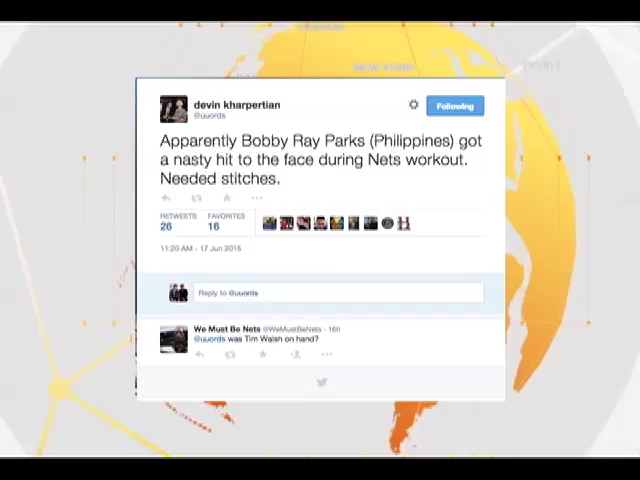 NEW YORK
devin kharpertian
@uuords
Following
Apparently Bobby Ray Parks (Philippines) got
a nasty hit to the face during Nets workout.
Needed stitches.
RETWEETS
26
FAVORITES
16
11:20 AM - 17 Jun 2015
Reply to @uuords
We Must Be Nets @WeMustBeNets · 16h
@uuords was Tim Walsh on hand?